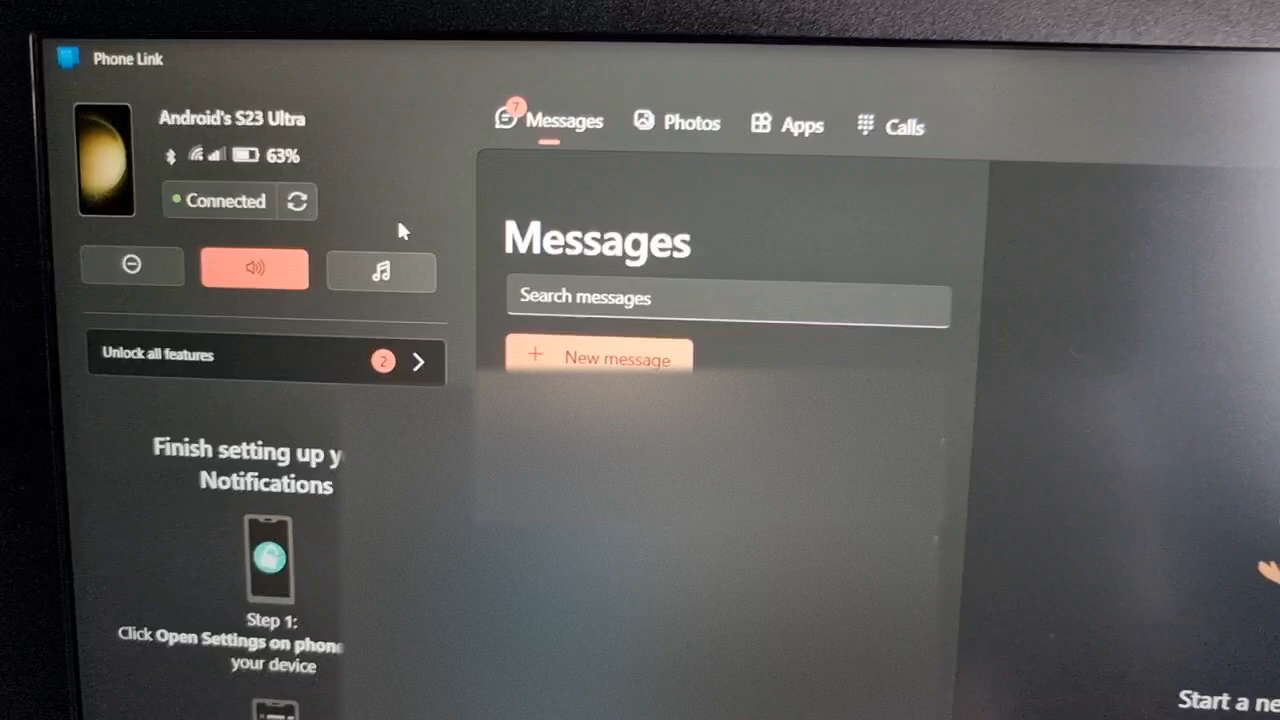 Phone Link
Android's S23 Ultra
63%
Connected
Unlock all features
2
Finish setting up
Notifications
Step 1:
Click Open Settings on phone
your device
7
Messages
Photos
Apps
Calls
Messages
Search messages
+ New message
Start a